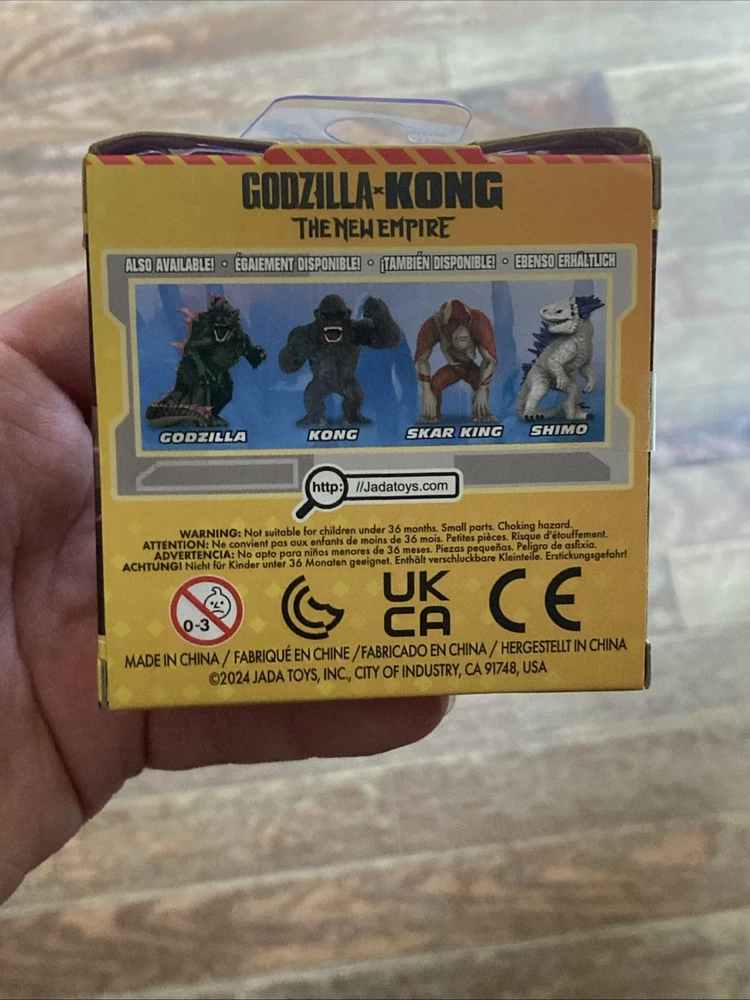 GODZILLA x KONG
THE NEW EMPIRE
ALSO AVAILABLE! • ÉGAIEMENT DISPONIBLE! • ¡TAMBIÉN DISPONIBLE! • EBENSO ERHÄLTLICH
GODZILLA KONG SKAR KING SHIMO
http: //Jadatoys.com
WARNING: Not suitable for children under 36 months. Small parts. Choking hazard.
ATTENTION: Ne convient pas aux enfants de moins de 36 mois. Petites pièces. Risque d'étouffement.
ADVERTENCIA: No apto para niños menores de 36 meses. Piezas pequeñas. Peligro de asfixia.
ACHTUNG! Nicht für Kinder unter 36 Monaten geeignet. Enthält verschluckbare Kleinteile. Erstickungsgefahr!
0-3
UK
CA
CE
MADE IN CHINA / FABRIQUÉ EN CHINE /FABRICADO EN CHINA / HERGESTELLT IN CHINA
©2024 JADA TOYS, INC., CITY OF INDUSTRY, CA 91748, USA